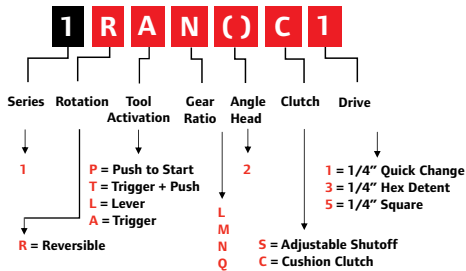 1 R A N ( ) C 1
Series Rotation Tool Activation Gear Ratio Angle Head Clutch Drive
1
P = Push to Start
T = Trigger + Push
L = Lever
A = Trigger
2
1 = 1/4” Quick Change
3 = 1/4” Hex Detent
5 = 1/4” Square
L
M
N
Q
R = Reversible
S = Adjustable Shutoff
C = Cushion Clutch